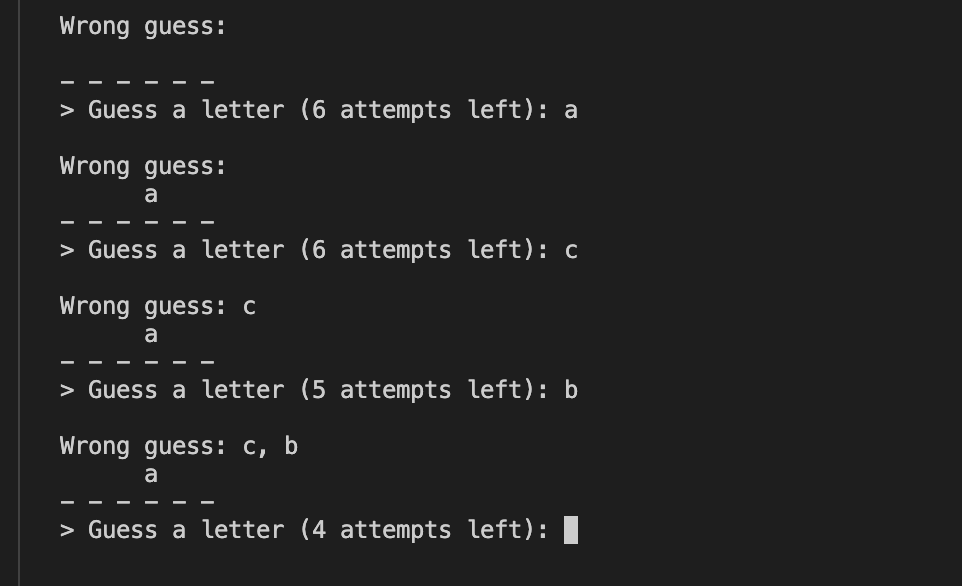 Wrong guess:
_ _ _ _ _ _
> Guess a letter (6 attempts left): a
Wrong guess:
      a
_ _ _ _ _ _
> Guess a letter (6 attempts left): c
Wrong guess: c
      a
_ _ _ _ _ _
> Guess a letter (5 attempts left): b
Wrong guess: c, b
      a
_ _ _ _ _ _
> Guess a letter (4 attempts left):